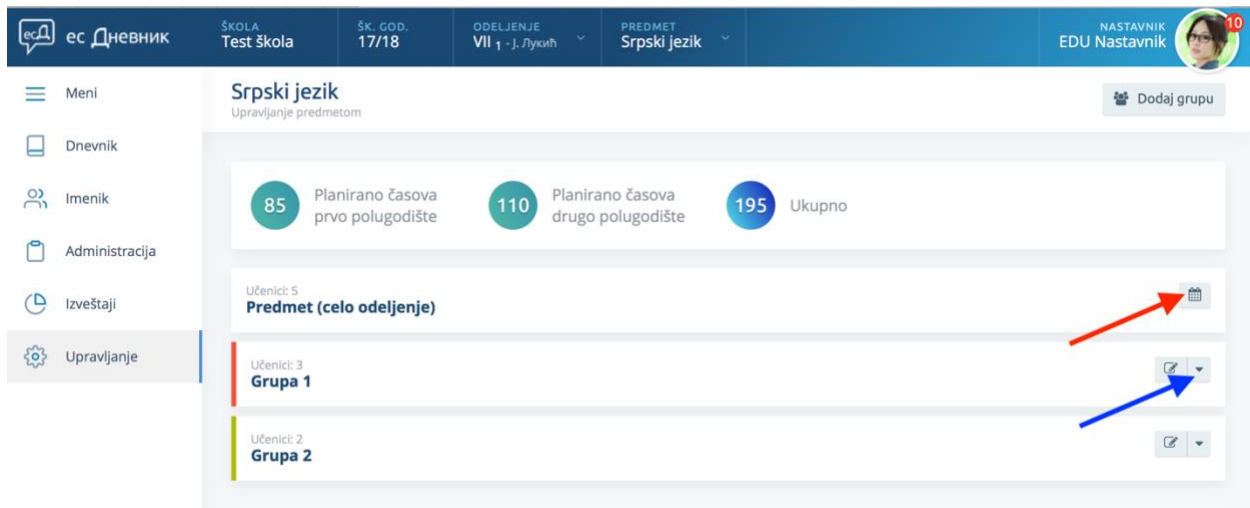 есД ес Дневник
ŠKOLA
Test škola
ŠK. GOD.
17/18
ODELJENJE
VII 1 - Ј. Лукић
PREDMET
Srpski jezik
NASTAVNIK
EDU Nastavnik
10
Meni
Dnevnik
Imenik
Administracija
Izveštaji
Upravljanje
Srpski jezik
Upravljanje predmetom
Dodaj grupu
85
Planirano časova
prvo polugodište
110
Planirano časova
drugo polugodište
195
Ukupno
Učenici: 5
Predmet (celo odeljenje)
Učenici: 3
Grupa 1
Učenici: 2
Grupa 2